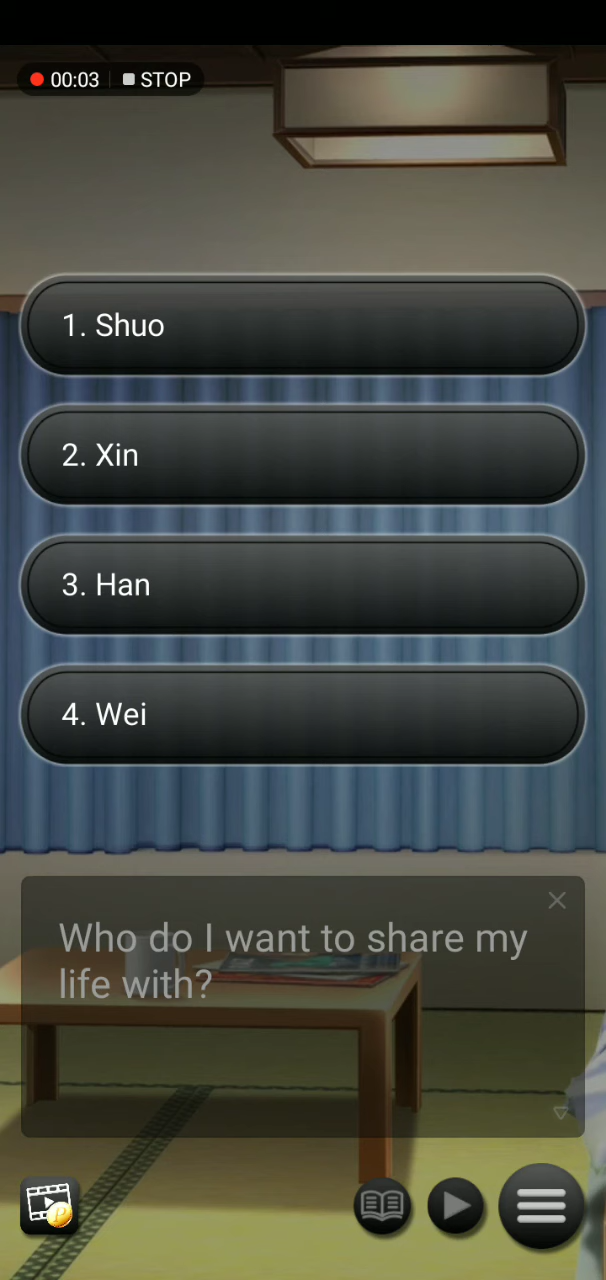 00:03 STOP
1. Shuo
2. Xin
3. Han
4. Wei
Who do I want to share my
life with?
P